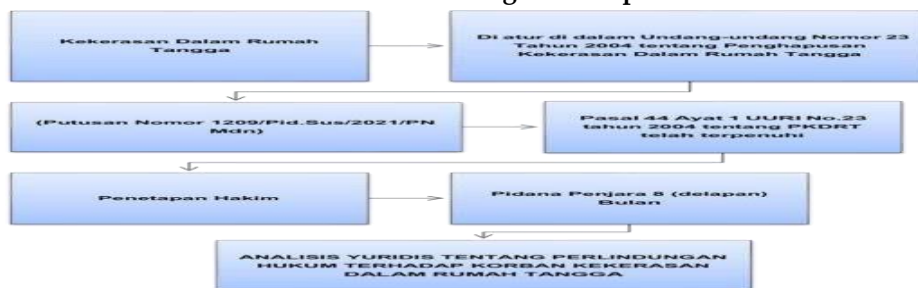 Kekerasan Dalam Rumah
Tangga
Di atur di dalam Undang-undang Nomor 23
Tahun 2004 tentang Penghapusan
Kekerasan Dalam Rumah Tangga
(Putusan Nomor 1209/Pid.Sus/2021/PN
Mdn)
Pasal 44 Ayat 1 UURI No.23
tahun 2004 tentang PKDRT
telah terpenuhi
Penetapan Hakim
Pidana Penjara 8 (delapan)
Bulan
ANALISIS YURIDIS TENTANG PERLINDUNGAN
HUKUM TERHADAP KORBAN KEKERASAN
DALAM RUMAH TANGGA